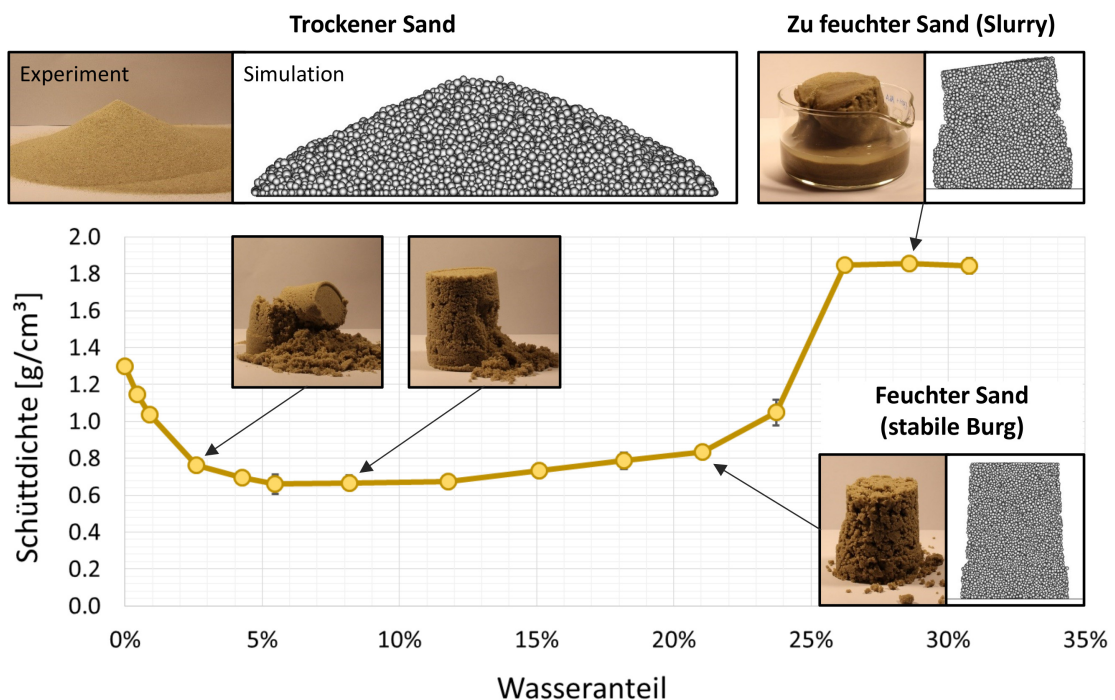 Trockener Sand
Zu feuchter Sand (Slurry)
Experiment
Simulation
Schüttdichte [g/cm³]
2.0
1.8
1.6
1.4
1.2
1.0
0.8
0.6
0.4
0.2
0.0
Feuchter Sand
(stabile Burg)
0%
5%
10%
15%
20%
25%
30%
35%
Wasseranteil